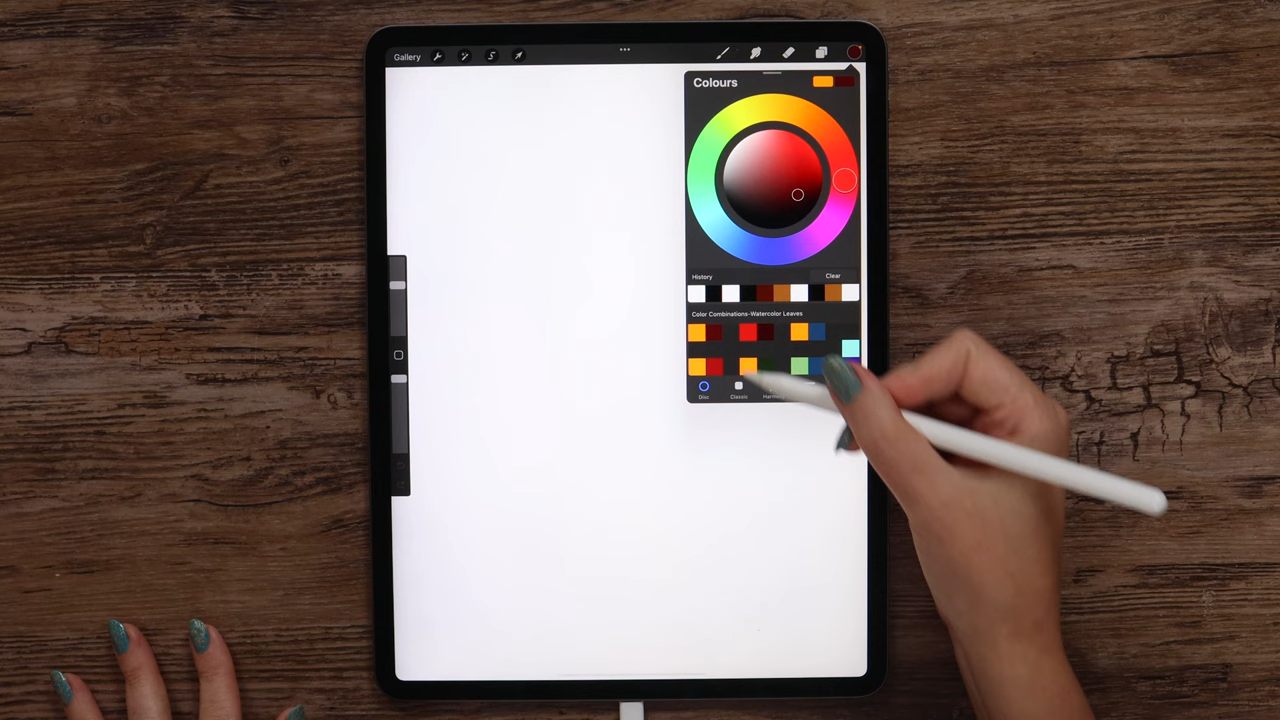 Gallery
Colours
History
Clear
Color Combinations-Watercolor Leaves
Disc
Classic